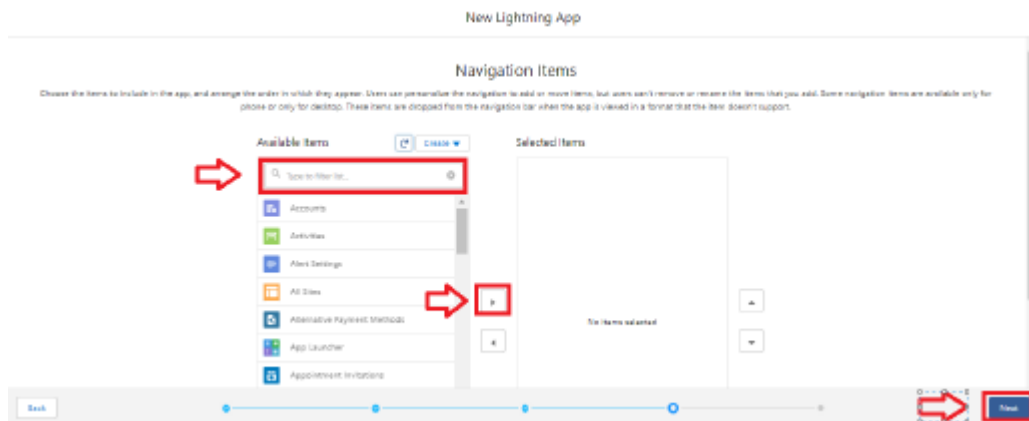 New Lightning App
Navigation Items
Choose the items to include in the app, and arrange the order in which they appear. Users can personalize the navigation to add or move items, but users can't remove or rename the items that you add. Some navigation items are available only for
phone or only for desktop. These items are dropped from the navigation bar when the app is viewed in a format that the item doesn't support.
Available Items
Create
Selected Items
Type to filter list...
Accounts
Activities
Alert Settings
All Sites
Alternative Payment Methods
No items selected
App Launcher
Appointment Invitations
Back
Next